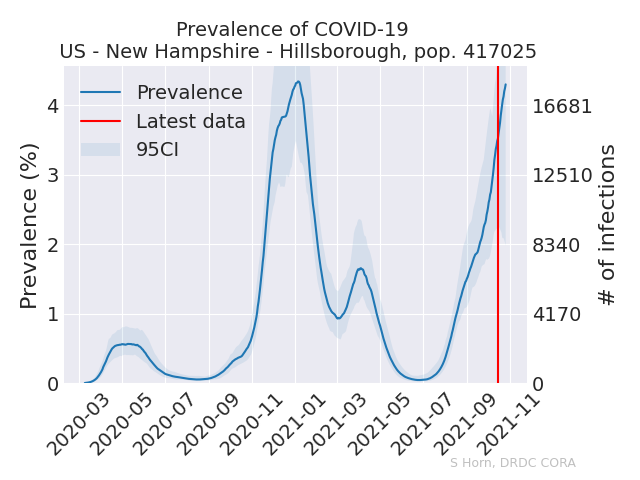 Prevalence of COVID-19
US - New Hampshire - Hillsborough, pop. 417025
Prevalence
Latest data
95CI
Prevalence (%)
4
3
2
1
0
16681
12510
8340
4170
0
# of infections
2020-03
2020-05
2020-07
2020-09
2020-11
2021-01
2021-03
2021-05
2021-07
2021-09
2021-11
S Horn, DRDC CORA